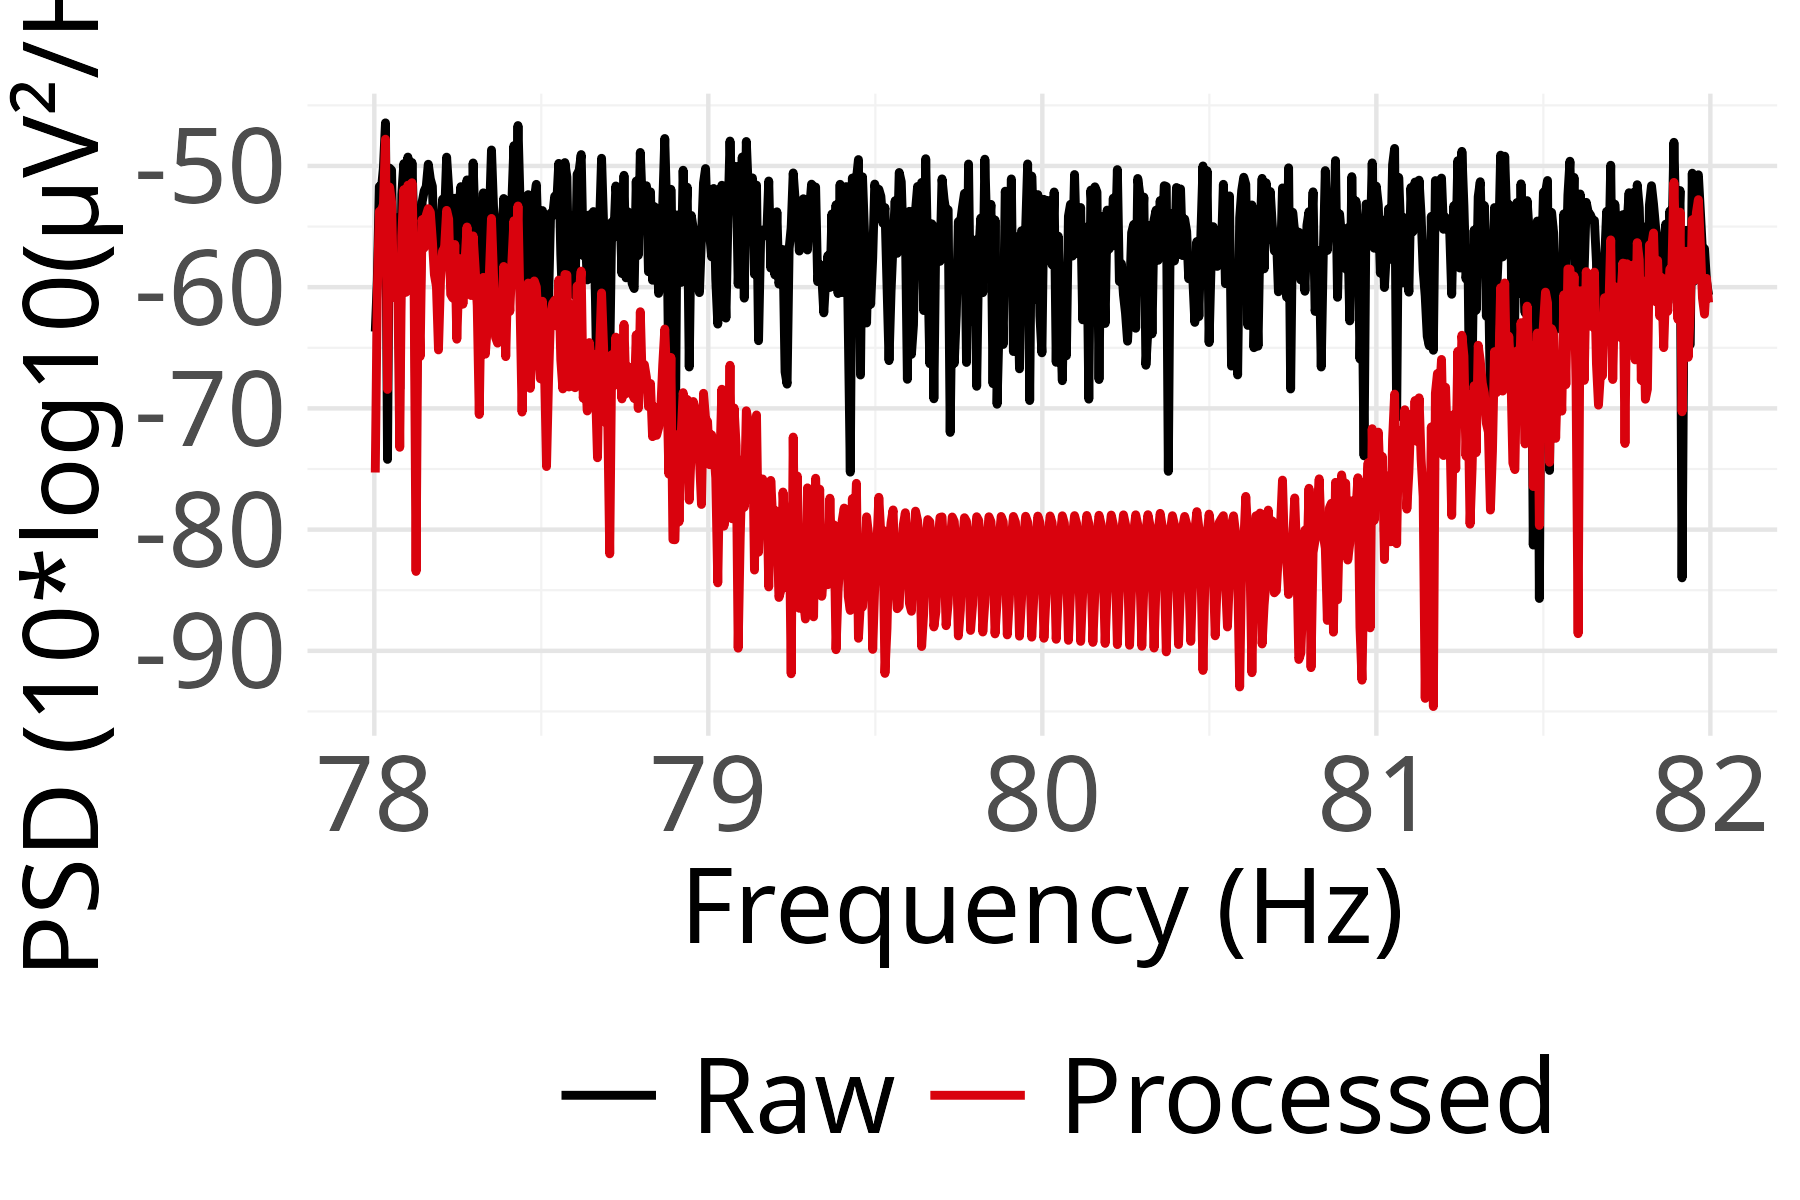 PSD (10*log10(µV²/H
-50
-60
-70
-80
-90
78 79 80 81 82
Frequency (Hz)
Raw Processed